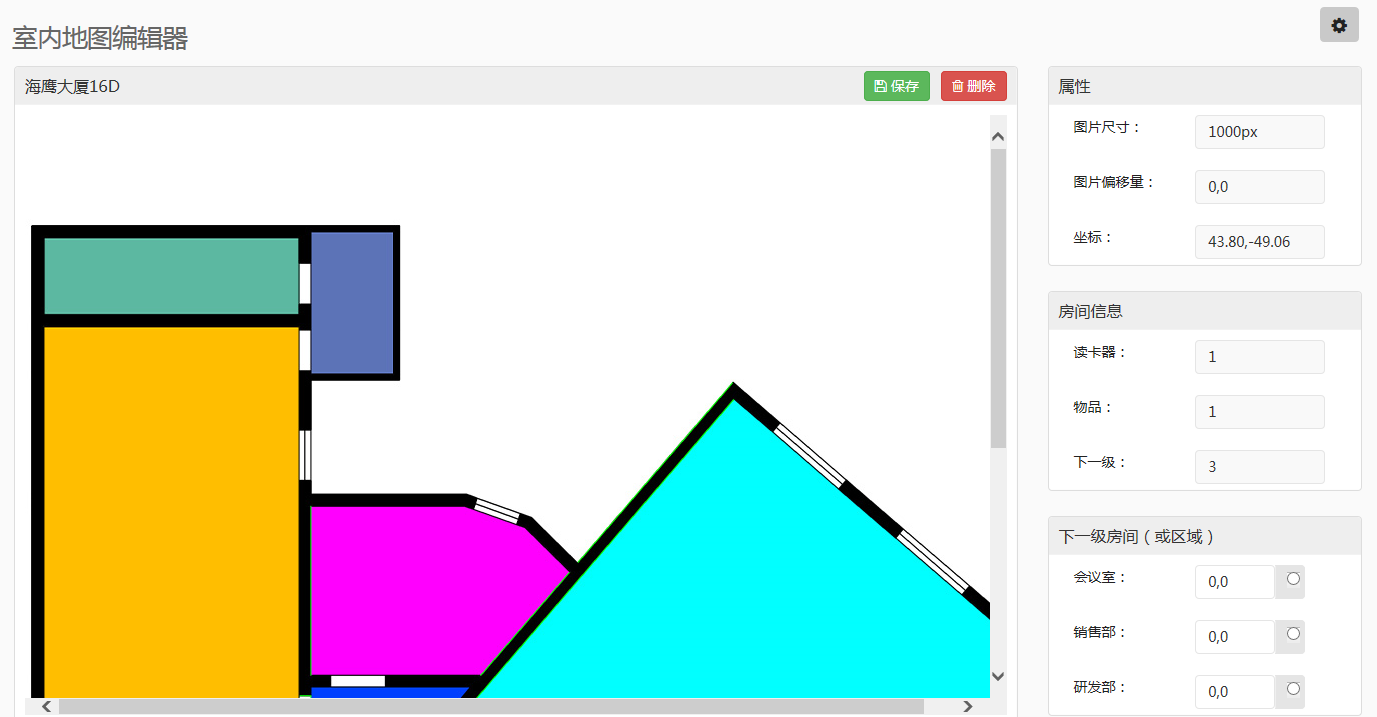 室内地图编辑器
海鹰大厦16D
保存
删除
属性
图片尺寸：
1000px
图片偏移量：
0,0
坐标：
43.80,-49.06
房间信息
读卡器：
1
物品：
1
下一级：
3
下一级房间（或区域）
会议室：
0,0
销售部：
0,0
研发部：
0,0